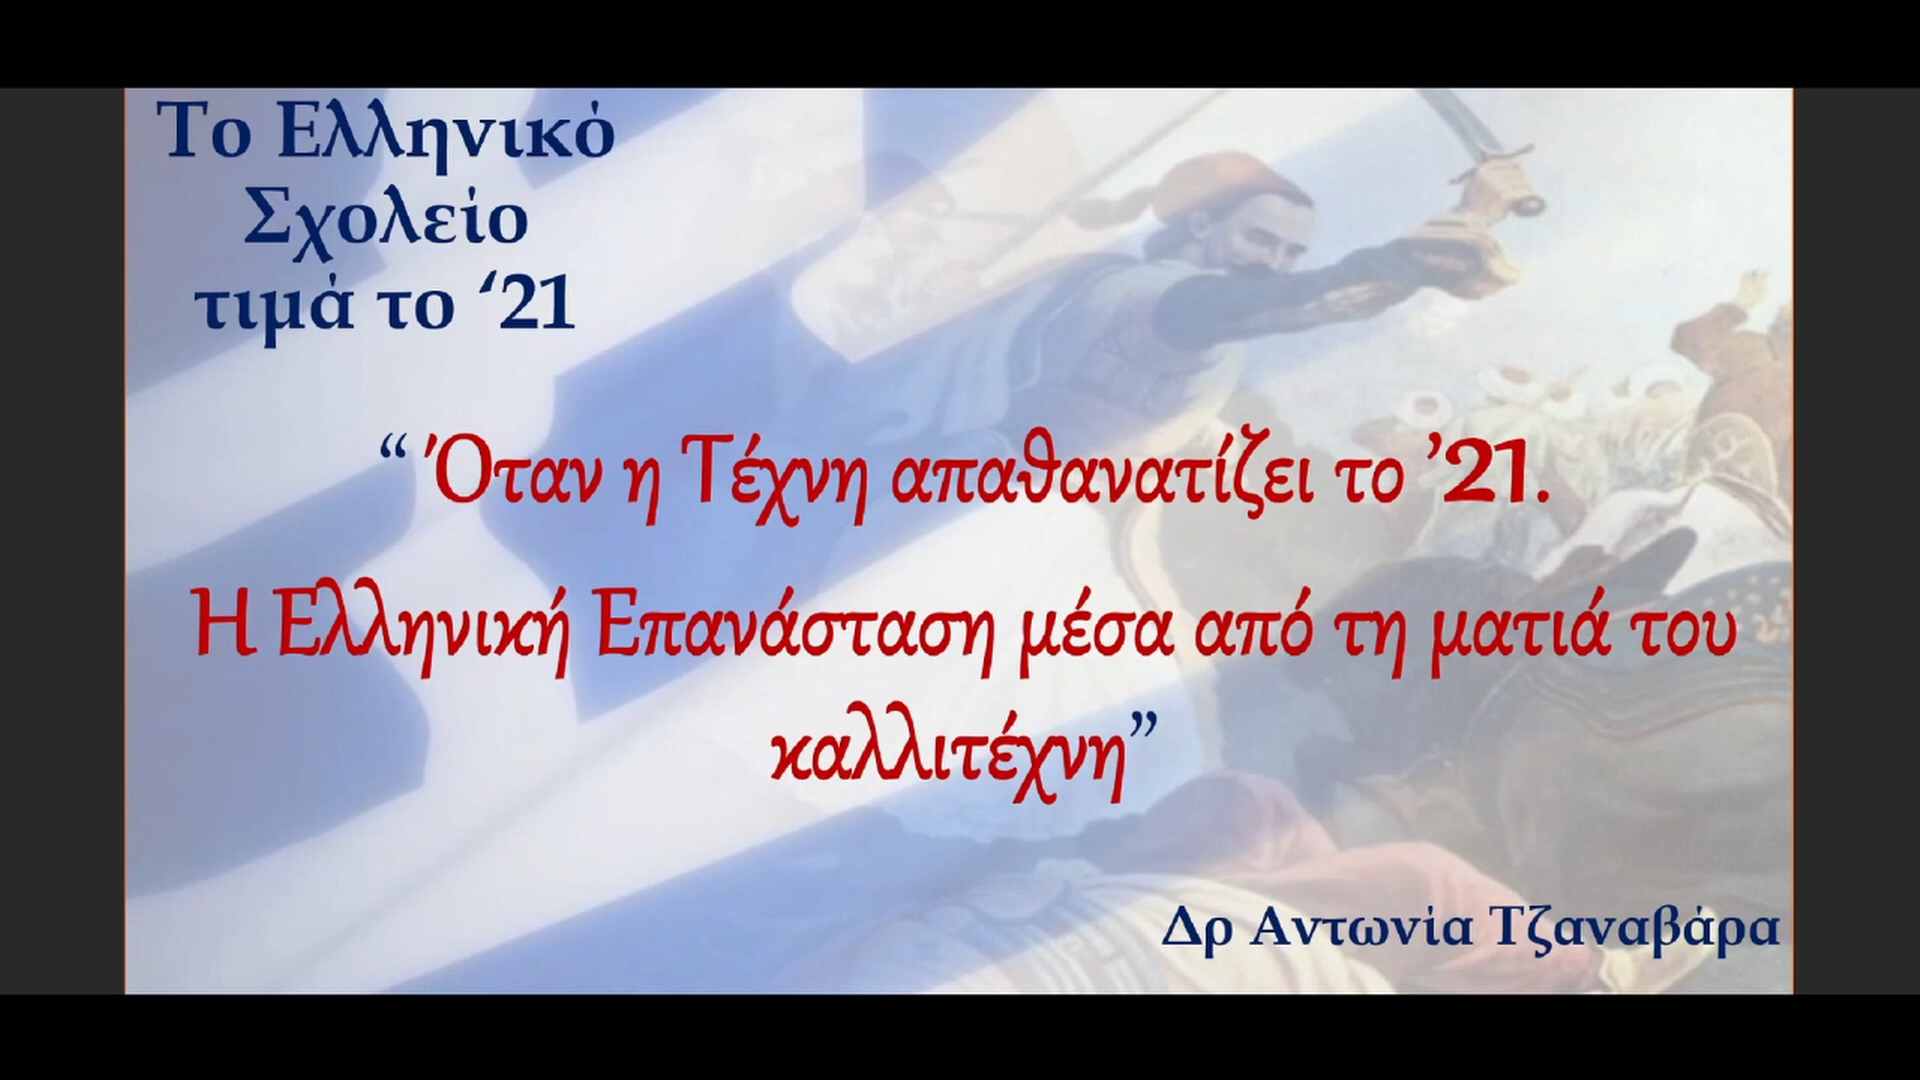 Το Ελληνικό
Σχολείο
τιμά το ‘21
“ Όταν η Τέχνη απαθανατίζει το ’21.
Η Ελληνική Επανάσταση μέσα από τη ματιά του
καλλιτέχνη”
Δρ Αντωνία Τζαναβάρα